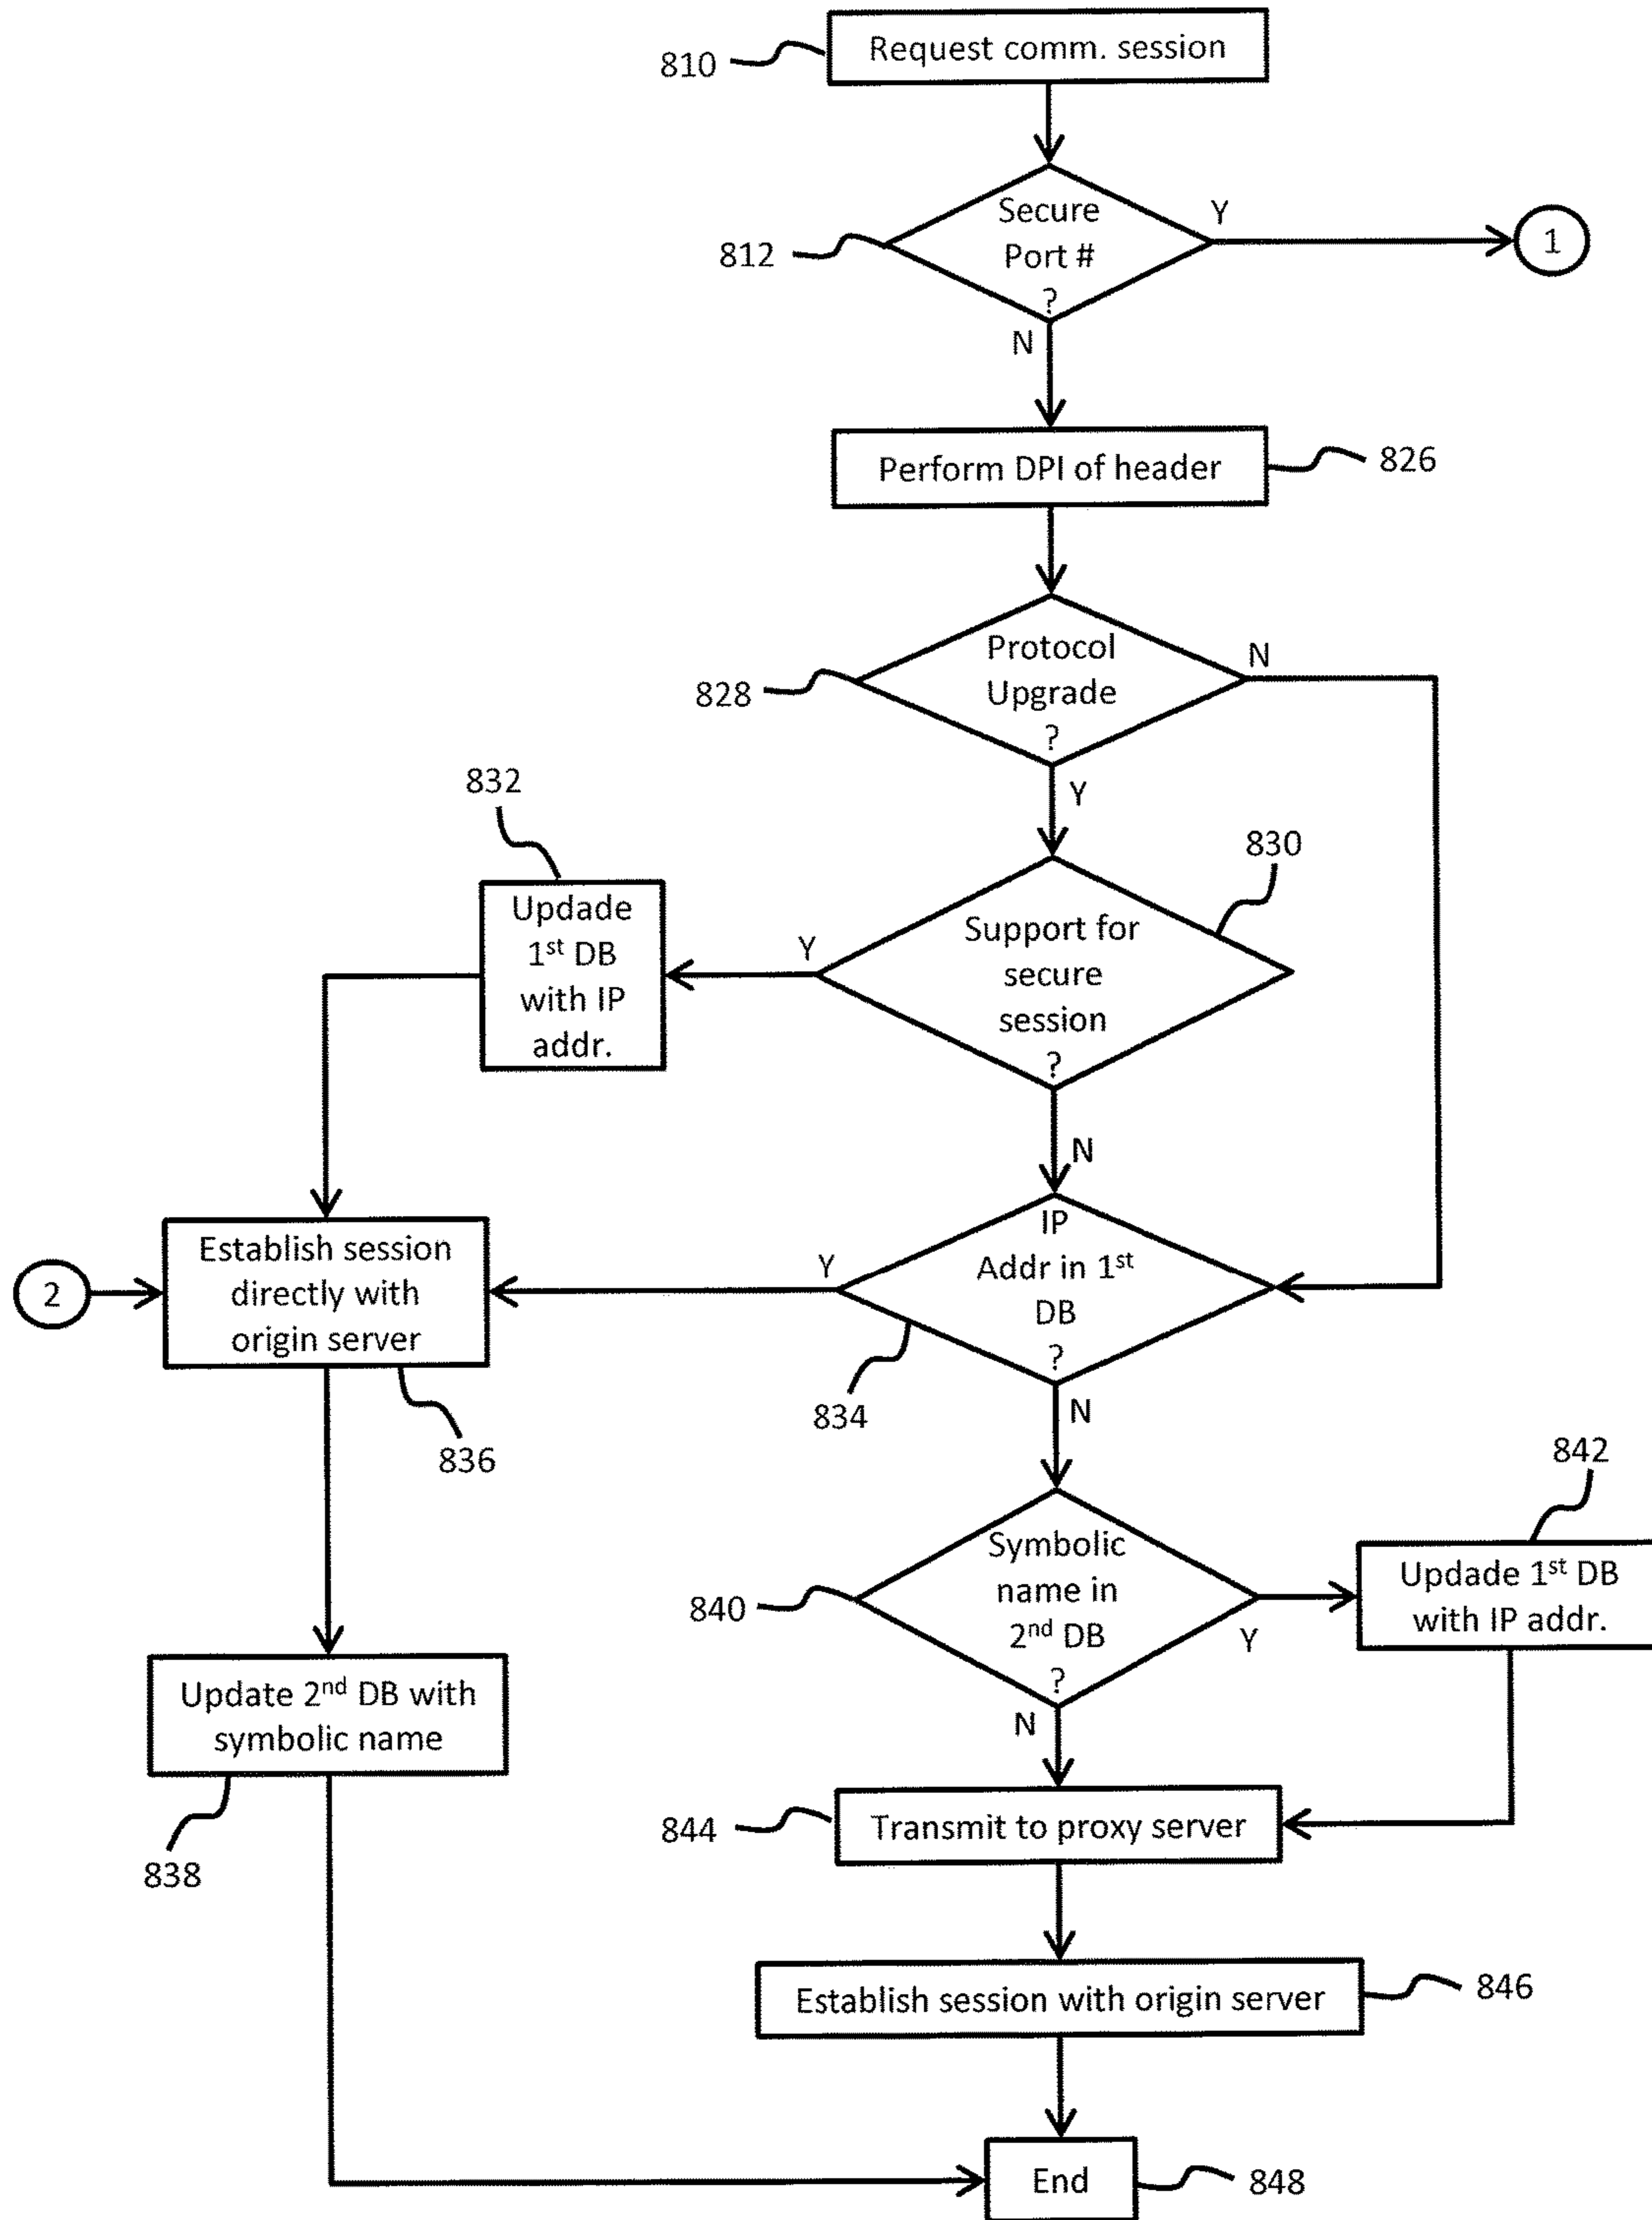 Request comm. session
810
Secure
Port #
?
812
Y
1
N
Perform DPI of header
826
Protocol
Upgrade
?
828
N
Y
832
830
Updade
1st DB
with IP
addr.
Y
Support for
secure
session
?
N
IP
Addr in 1st
DB
?
Y
834
N
2
Establish session
directly with
origin server
836
842
Symbolic
name in
2nd DB
?
840
Y
Updade 1st DB
with IP addr.
N
Update 2nd DB with
symbolic name
838
Transmit to proxy server
844
Establish session with origin server
846
End
848